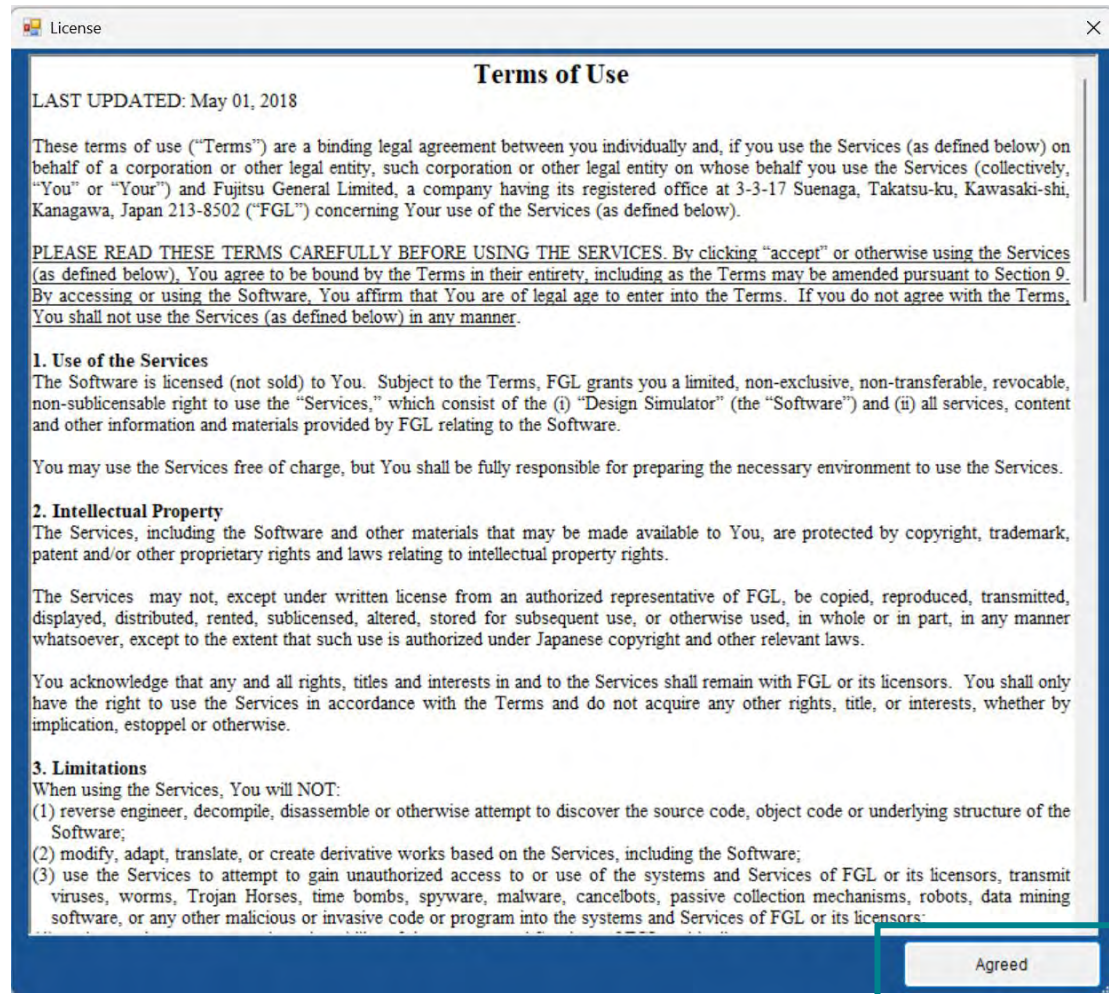 License
Terms of Use
LAST UPDATED: May 01, 2018
These terms of use (“Terms”) are a binding legal agreement between you individually and, if you use the Services (as defined below) on
behalf of a corporation or other legal entity, such corporation or other legal entity on whose behalf you use the Services (collectively,
“You” or “Your”) and Fujitsu General Limited, a company having its registered office at 3-3-17 Suenaga, Takatsu-ku, Kawasaki-shi,
Kanagawa, Japan 213-8502 (“FGL”) concerning Your use of the Services (as defined below).
PLEASE READ THESE TERMS CAREFULLY BEFORE USING THE SERVICES. By clicking “accept” or otherwise using the Services
(as defined below), You agree to be bound by the Terms in their entirety, including as the Terms may be amended pursuant to Section 9.
By accessing or using the Software, You affirm that You are of legal age to enter into the Terms. If you do not agree with the Terms,
You shall not use the Services (as defined below) in any manner.
1. Use of the Services
The Software is licensed (not sold) to You. Subject to the Terms, FGL grants you a limited, non-exclusive, non-transferable, revocable,
non-sublicensable right to use the “Services,” which consist of the (i) “Design Simulator” (the “Software”) and (ii) all services, content
and other information and materials provided by FGL relating to the Software.
You may use the Services free of charge, but You shall be fully responsible for preparing the necessary environment to use the Services.
2. Intellectual Property
The Services, including the Software and other materials that may be made available to You, are protected by copyright, trademark,
patent and/or other proprietary rights and laws relating to intellectual property rights.
The Services may not, except under written license from an authorized representative of FGL, be copied, reproduced, transmitted,
displayed, distributed, rented, sublicensed, altered, stored for subsequent use, or otherwise used, in whole or in part, in any manner
whatsoever, except to the extent that such use is authorized under Japanese copyright and other relevant laws.
You acknowledge that any and all rights, titles and interests in and to the Services shall remain with FGL or its licensors. You shall only
have the right to use the Services in accordance with the Terms and do not acquire any other rights, title, or interests, whether by
implication, estoppel or otherwise.
3. Limitations
When using the Services, You will NOT:
(1) reverse engineer, decompile, disassemble or otherwise attempt to discover the source code, object code or underlying structure of the
Software;
(2) modify, adapt, translate, or create derivative works based on the Services, including the Software;
(3) use the Services to attempt to gain unauthorized access to or use of the systems and Services of FGL or its licensors, transmit
viruses, worms, Trojan Horses, time bombs, spyware, malware, cancelbots, passive collection mechanisms, robots, data mining
software, or any other malicious or invasive code or program into the systems and Services of FGL or its licensors;
Agreed